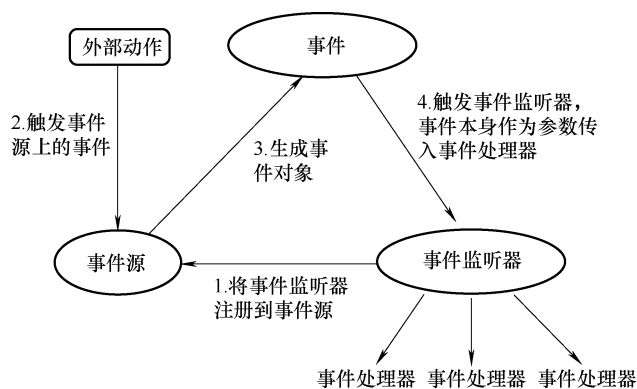 外部动作
事件
2.触发事件
源上的事件
3.生成事
件对象
4.触发事件监听器，
事件本身作为参数传
入事件处理器
事件源
事件监听器
1.将事件监听器
注册到事件源
事件处理器 事件处理器 事件处理器